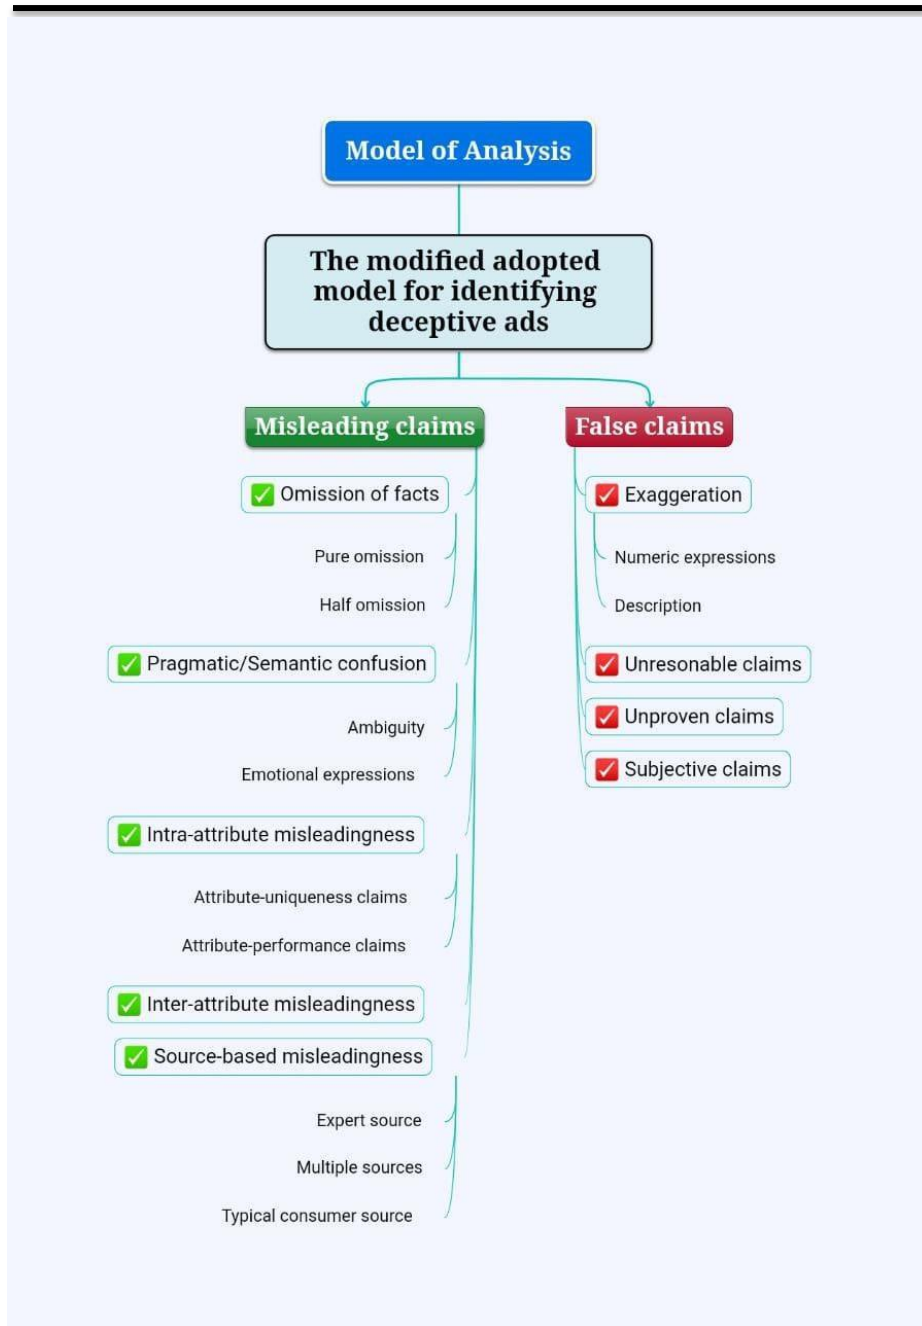 Model of Analysis
The modified adopted
model for identifying
deceptive ads
Misleading claims
Omission of facts
Pure omission
Half omission
Pragmatic/Semantic confusion
Ambiguity
Emotional expressions
Intra-attribute misleadingness
Attribute-uniqueness claims
Attribute-performance claims
Inter-attribute misleadingness
Source-based misleadingness
Expert source
Multiple sources
Typical consumer source
False claims
Exaggeration
Numeric expressions
Description
Unresonable claims
Unproven claims
Subjective claims